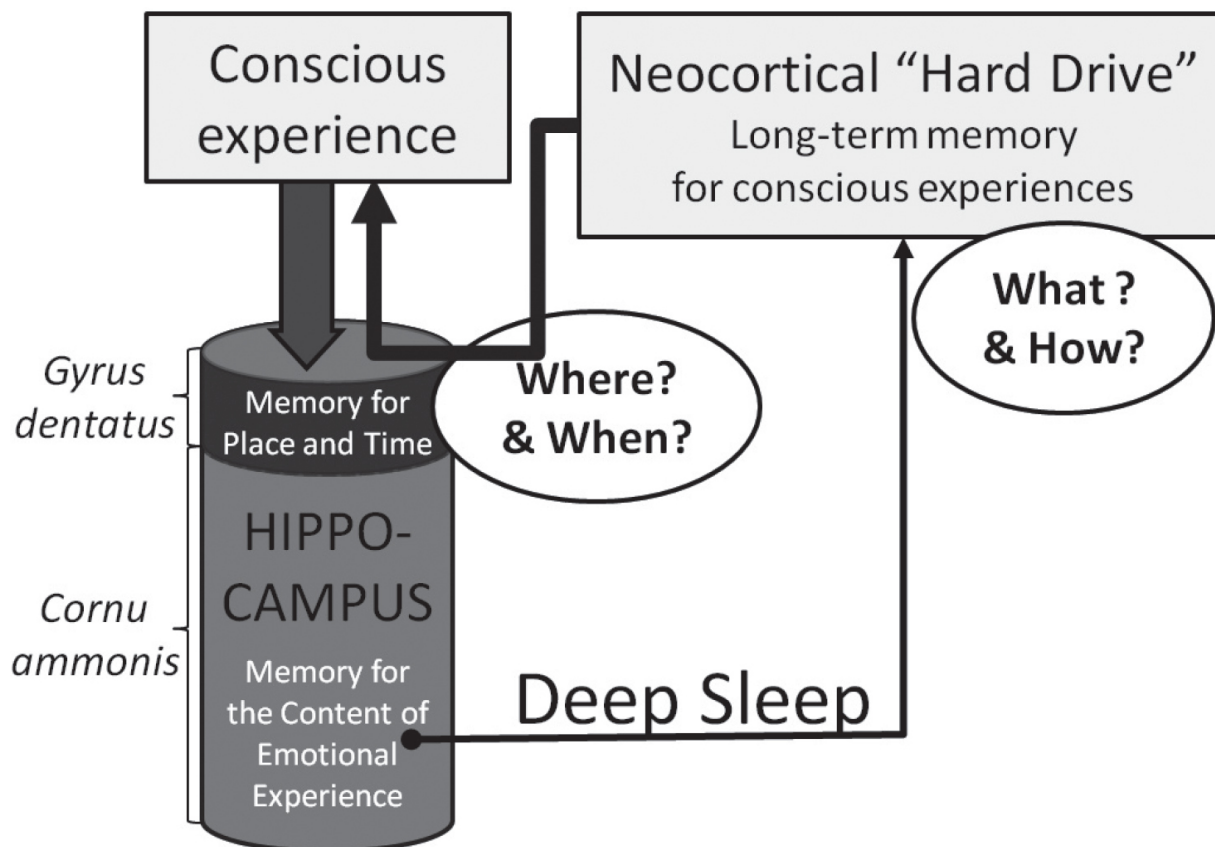 Conscious
experience
Neocortical “Hard Drive”
Long-term memory
for conscious experiences
What ?
& How?
Where?
& When?
Gyrus
dentatus
Memory for
Place and Time
HIPPO-
CAMPUS
Cornu
ammonis
Memory for
the Content of
Emotional
Experience
Deep Sleep